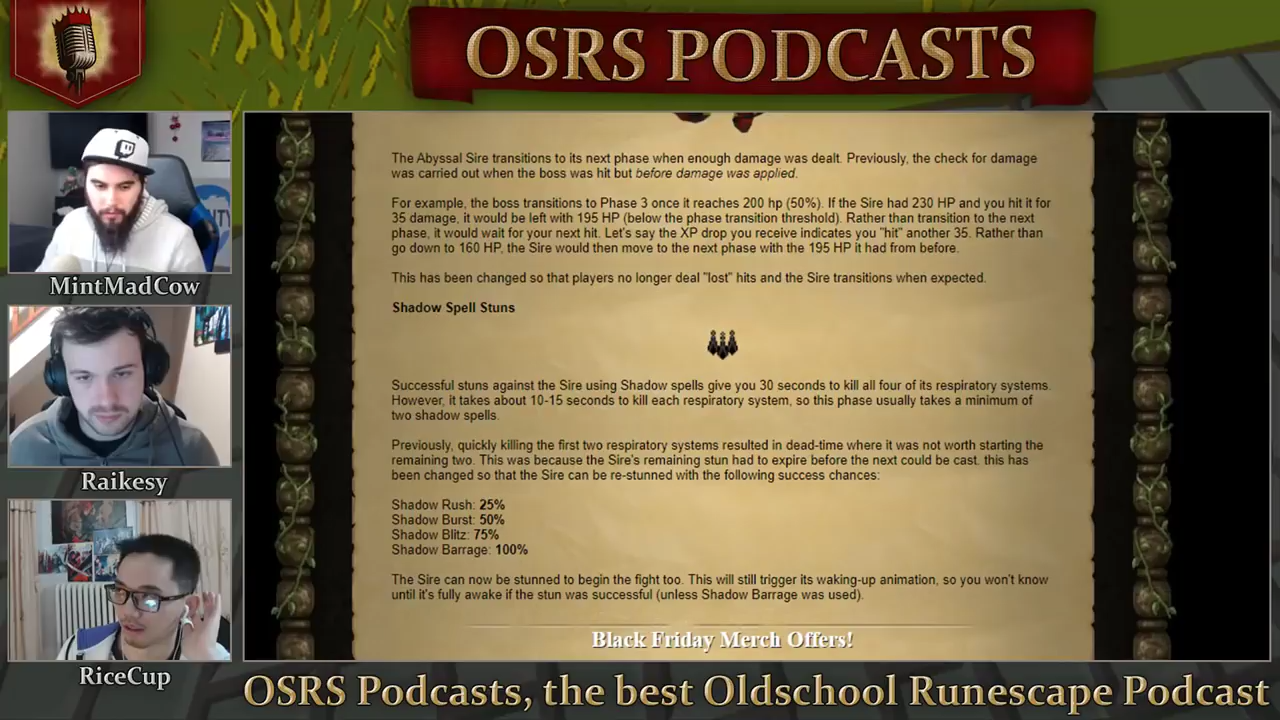 OSRS PODCASTS
The Abyssal Sire transitions to its next phase when enough damage was dealt. Previously, the check for damage
was carried out when the boss was hit but before damage was applied.
For example, the boss transitions to Phase 3 once it reaches 200 hp (50%). If the Sire had 230 HP and you hit it for
35 damage, it would be left with 195 HP (below the phase transition threshold). Rather than transition to the next
phase, it would wait for your next hit. Let's say the XP drop you receive indicates you "hit" another 35. Rather than
go down to 160 HP, the Sire would then move to the next phase with the 195 HP it had from before.
This has been changed so that players no longer deal "lost" hits and the Sire transitions when expected.
Shadow Spell Stuns
Successful stuns against the Sire using Shadow spells give you 30 seconds to kill all four of its respiratory systems.
However, it takes about 10-15 seconds to kill each respiratory system, so this phase usually takes a minimum of
two shadow spells.
Previously, quickly killing the first two respiratory systems resulted in dead-time where it was not worth starting the
remaining two. This was because the Sire's remaining stun had to expire before the next could be cast. this has
been changed so that the Sire can be re-stunned with the following success chances:
Shadow Rush: 25%
Shadow Burst: 50%
Shadow Blitz: 75%
Shadow Barrage: 100%
The Sire can now be stunned to begin the fight too. This will still trigger its waking-up animation, so you won't know
until it's fully awake if the stun was successful (unless Shadow Barrage was used).
Black Friday Merch Offers!
MintMadCow
Raikesy
RiceCup
OSRS Podcasts, the best Oldschool Runescape Podcast